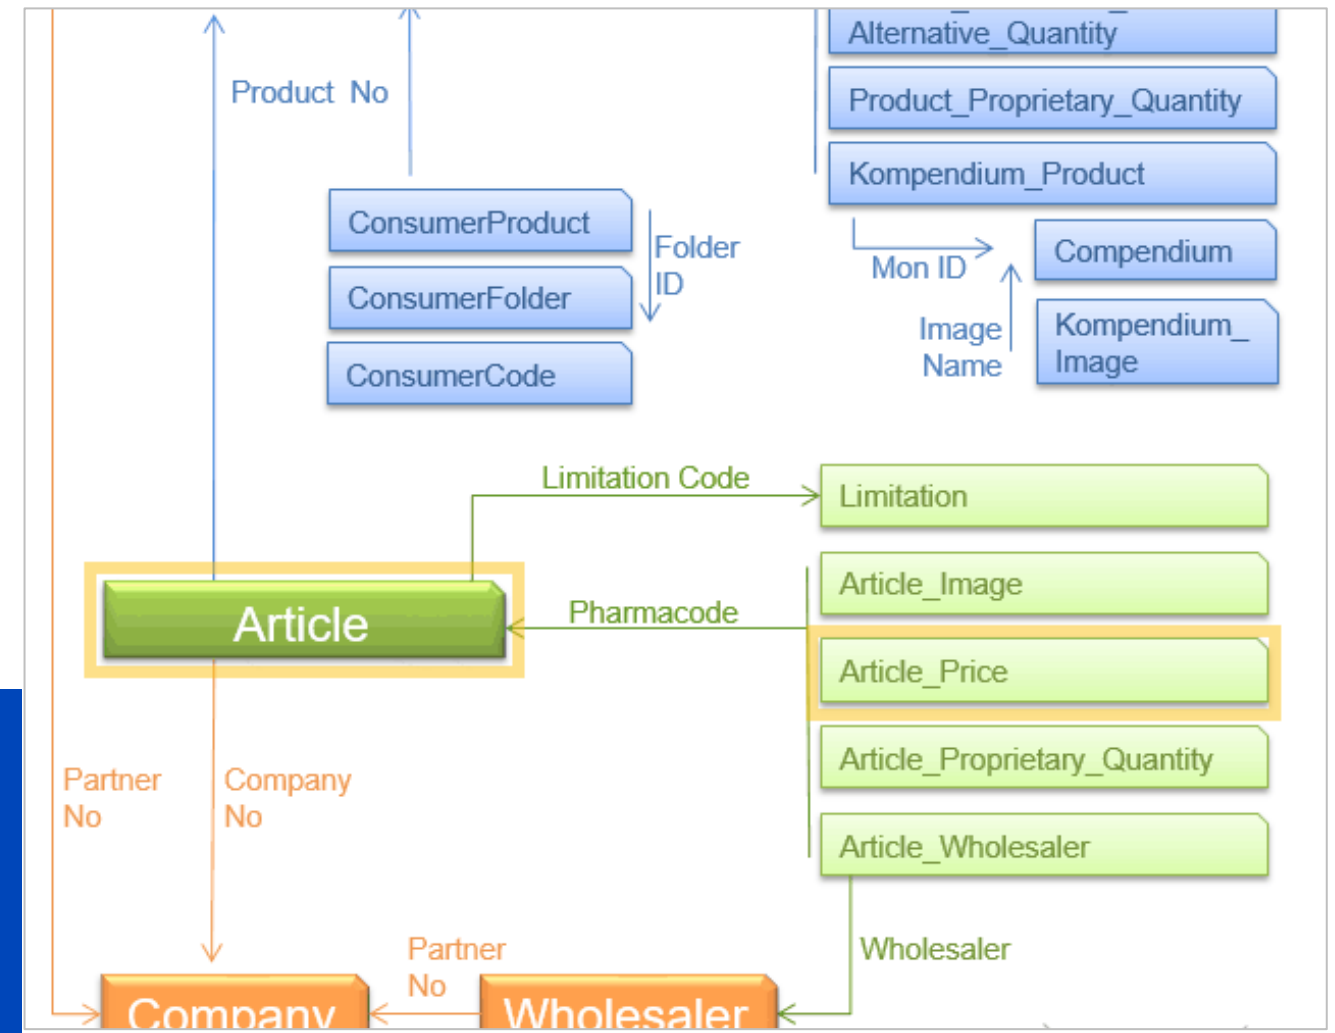 Alternative_Quantity
Product No
Product_Proprietary_Quantity
Kompendium_Product
ConsumerProduct
Folder
ID
Compendium
Mon ID
ConsumerFolder
Image
Name
Kompendium_
Image
ConsumerCode
Limitation Code
Limitation
Article_Image
Pharmacode
Article
Article_Price
Article_Proprietary_Quantity
Partner
No
Company
No
Article_Wholesaler
Partner
No
Wholesaler
Company
Wholesaler